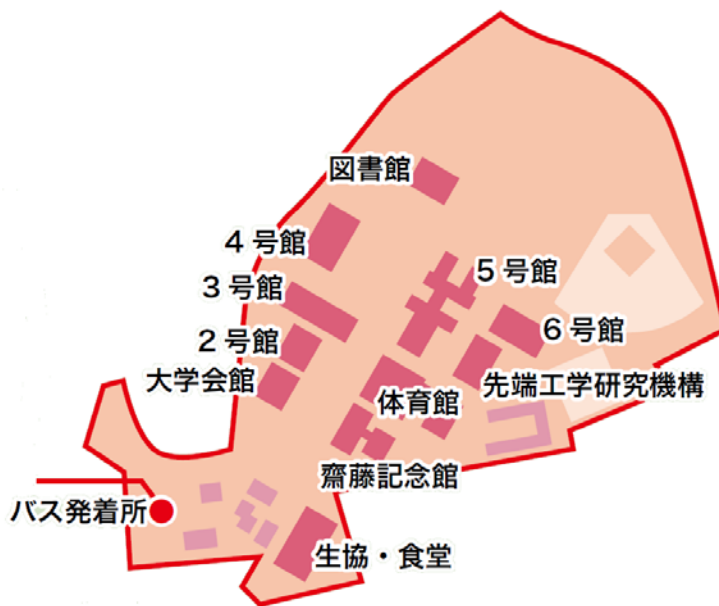 図書館
4号館
5号館
3号館
6号館
2号館
大学会館
先端工学研究機構
体育館
齋藤記念館
バス発着所
生協・食堂